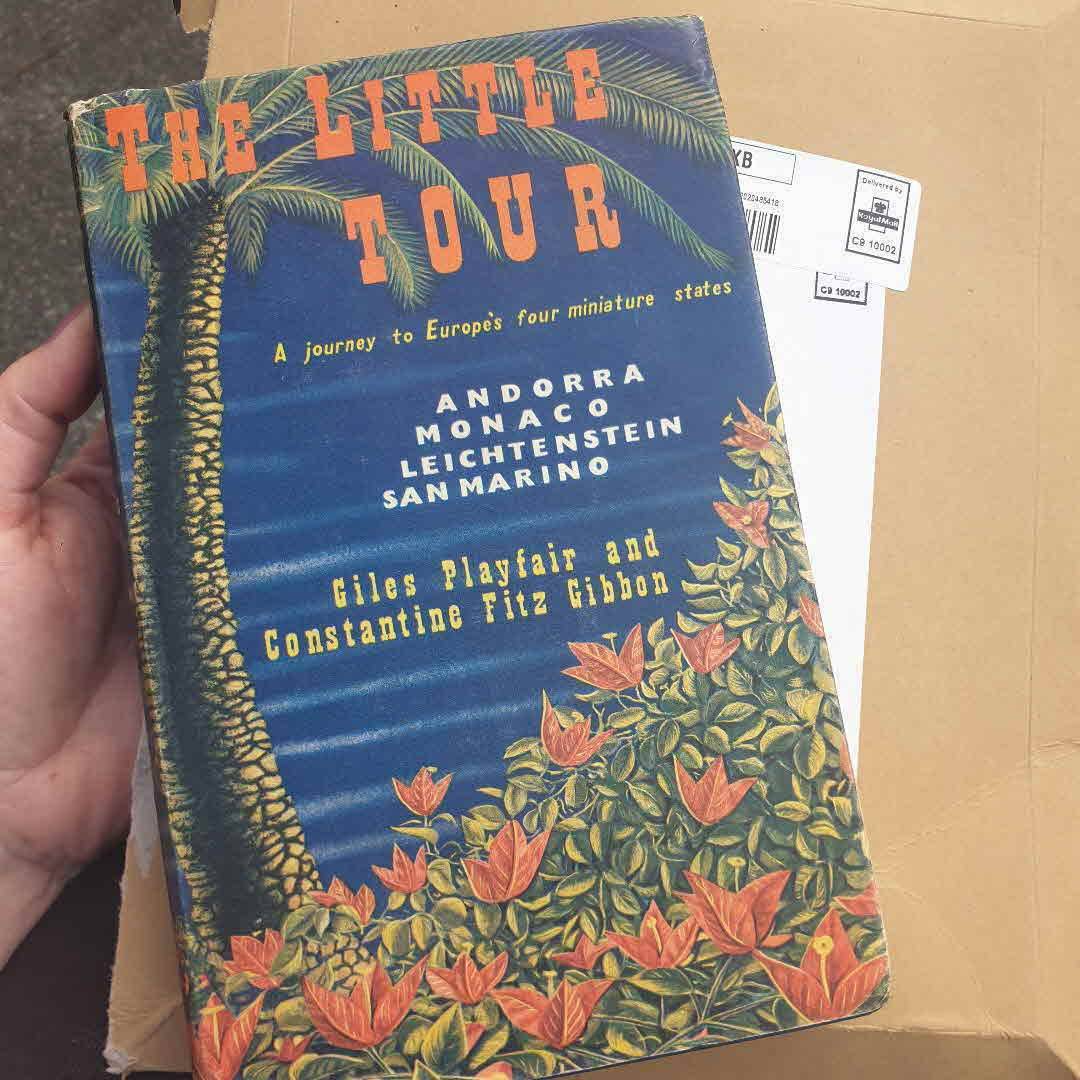 THE LITTLE
TOUR
A journey to Europe's four miniature states
ANDORRA
MONACO
LEICHTENSTEIN
SAN MARINO
Giles Playfair and
Constantine Fitz Gibbon
XB
Delivered by
Royal Mail
C9 10002
C9 10002